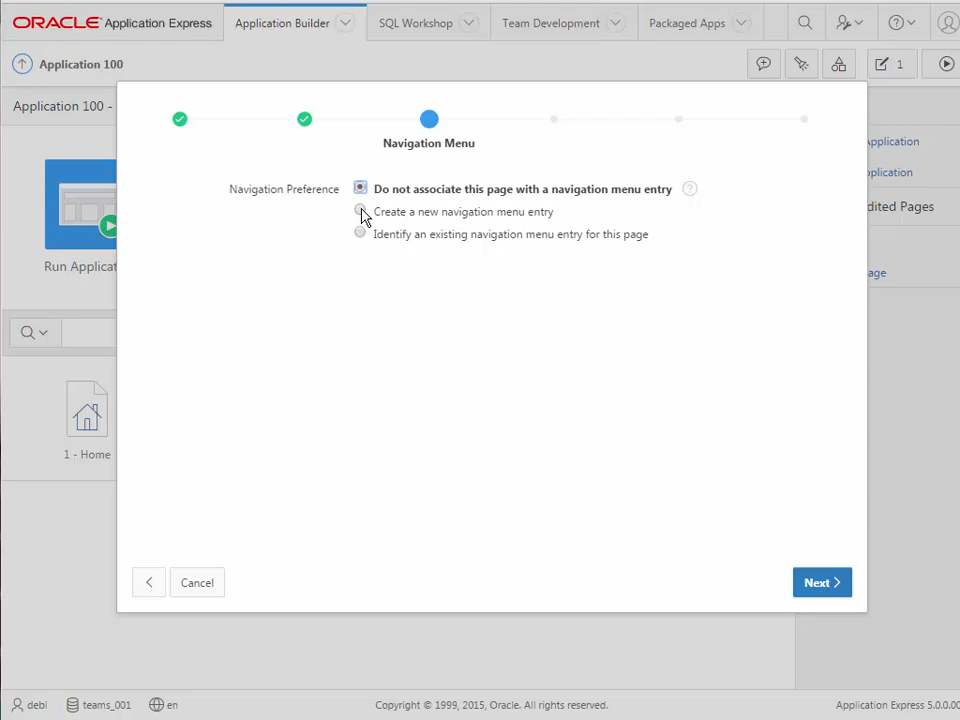 ORACLE Application Express
Application Builder
SQL Workshop
Team Development
Packaged Apps
Application 100
1
Application 100 -
Navigation Menu
Application
pplication
dited Pages
age
Navigation Preference
Do not associate this page with a navigation menu entry
Create a new navigation menu entry
Identify an existing navigation menu entry for this page
Run Applicat
1 - Home
Cancel
Next
debi
teams_001
en
Copyright © 1999, 2015, Oracle. All rights reserved.
Application Express 5.0.0.00